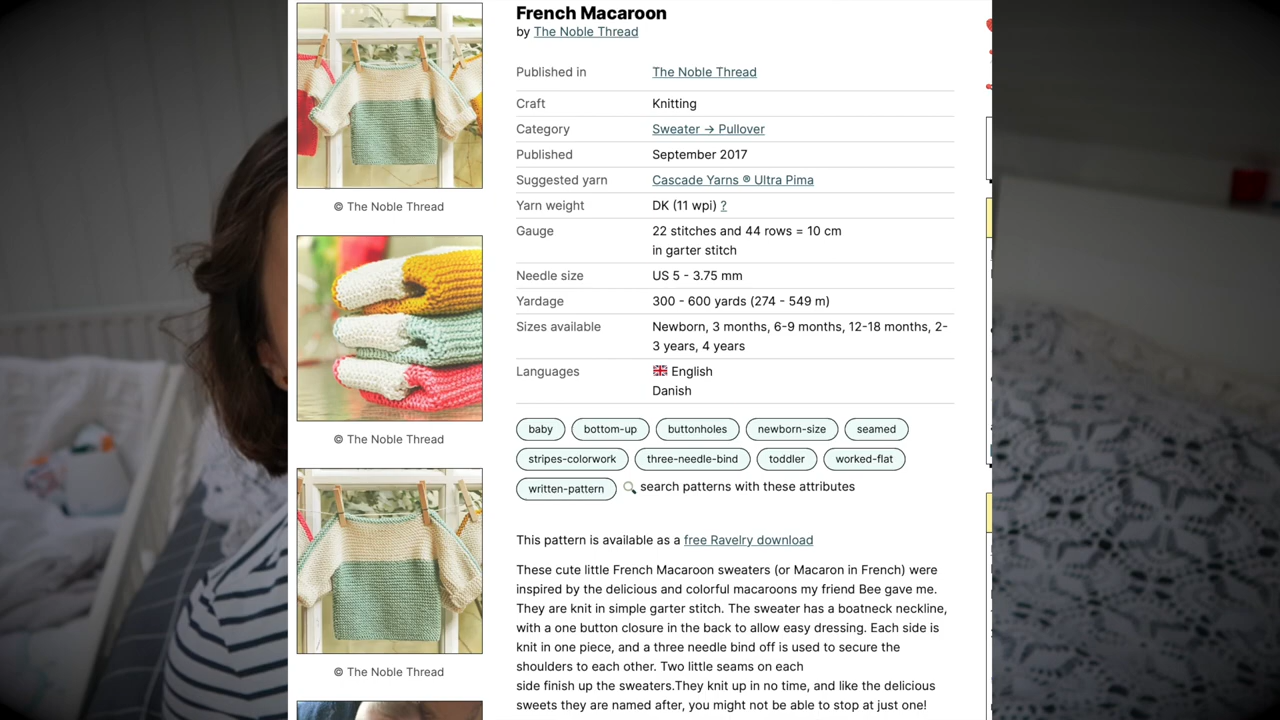 French Macaroon
by The Noble Thread
Published in The Noble Thread
Craft Knitting
Category Sweater → Pullover
Published September 2017
Suggested yarn Cascade Yarns ® Ultra Pima
Yarn weight DK (11 wpi) ?
Gauge 22 stitches and 44 rows = 10 cm
in garter stitch
Needle size US 5 - 3.75 mm
Yardage 300 - 600 yards (274 - 549 m)
Sizes available Newborn, 3 months, 6-9 months, 12-18 months, 2-
3 years, 4 years
Languages English
Danish
baby bottom-up buttonholes newborn-size seamed
stripes-colorwork three-needle-bind toddler worked-flat
written-pattern search patterns with these attributes
This pattern is available as a free Ravelry download
These cute little French Macaroon sweaters (or Macaron in French) were
inspired by the delicious and colorful macaroons my friend Bee gave me.
They are knit in simple garter stitch. The sweater has a boatneck neckline,
with a one button closure in the back to allow easy dressing. Each side is
knit in one piece, and a three needle bind off is used to secure the
shoulders to each other. Two little seams on each
side finish up the sweaters.They knit up in no time, and like the delicious
sweets they are named after, you might not be able to stop at just one!
© The Noble Thread
© The Noble Thread
© The Noble Thread